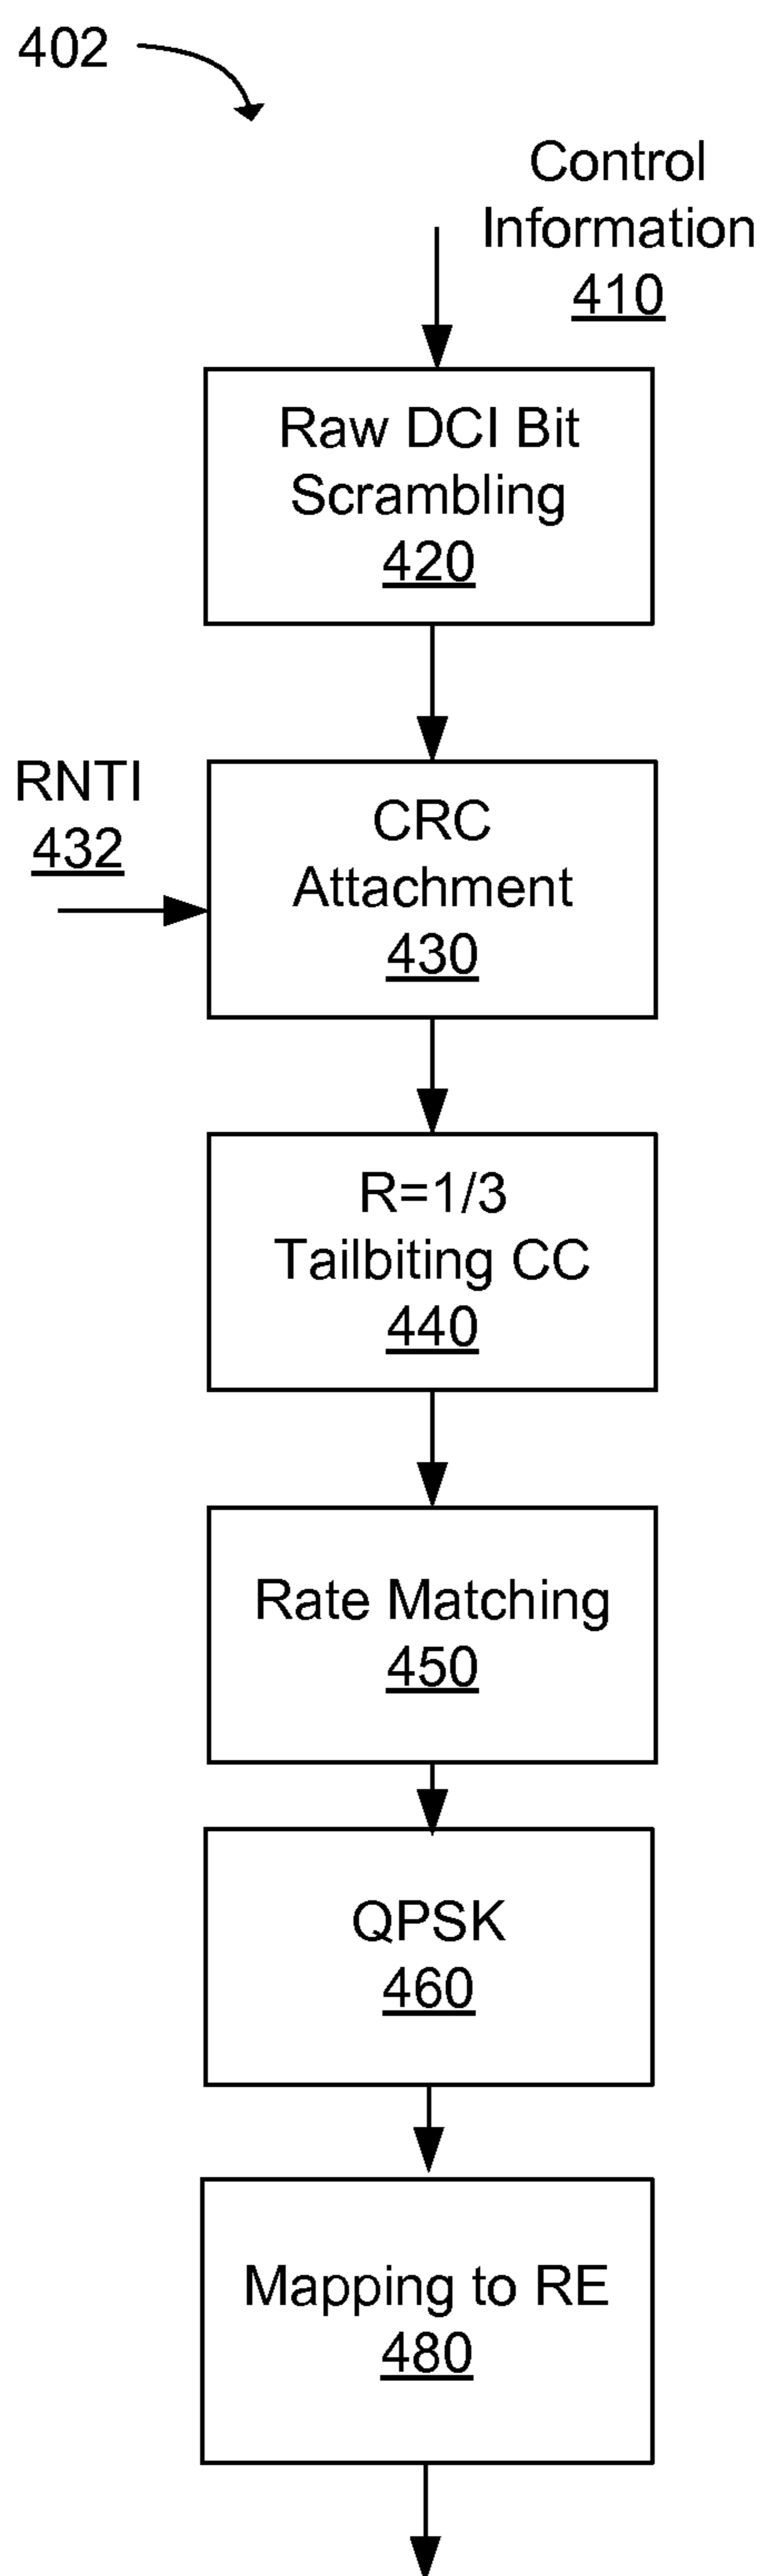 402
Control
Information
410
Raw DCI Bit
Scrambling
420
RNTI
432
CRC
Attachment
430
R=1/3
Tailbiting CC
440
Rate Matching
450
QPSK
460
Mapping to RE
480